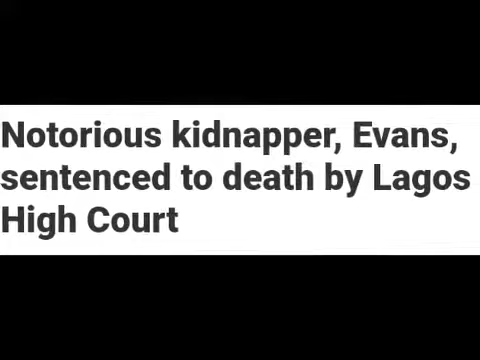 Notorious kidnapper, Evans,
sentenced to death by Lagos
High Court